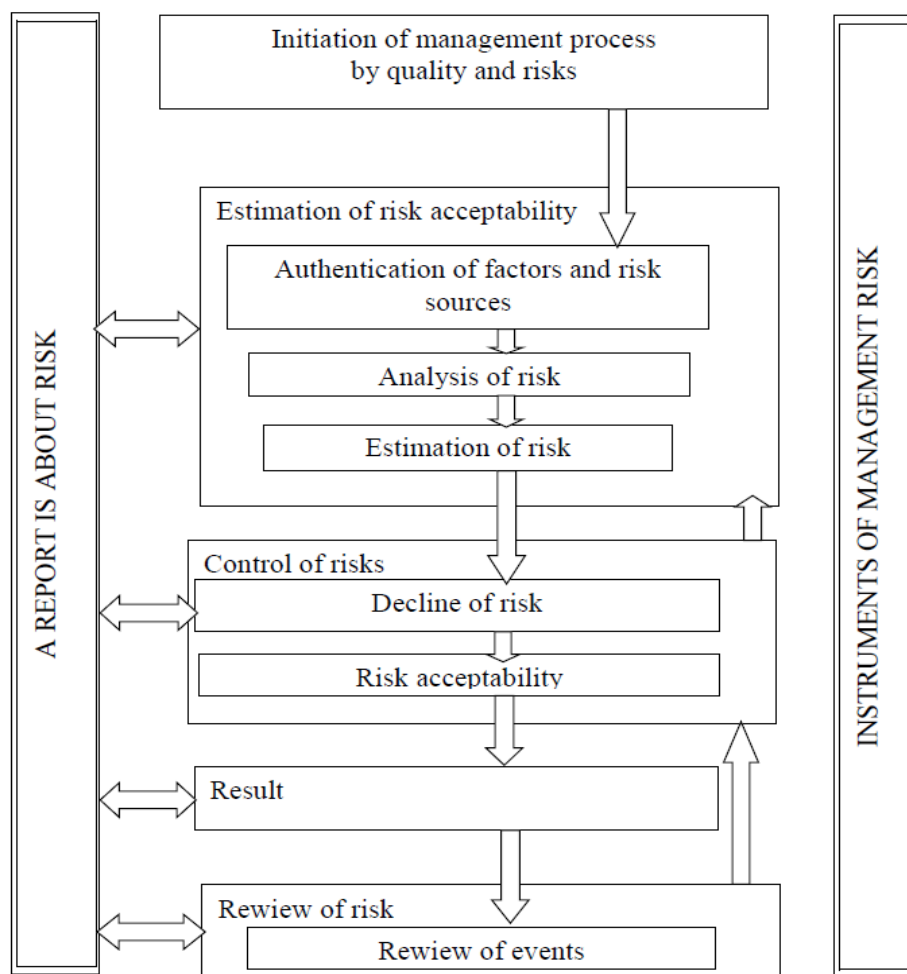 Initiation of management process
by quality and risks
Estimation of risk acceptability
Authentication of factors and risk
sources
Analysis of risk
Estimation of risk
Control of risks
Decline of risk
Risk acceptability
Result
Rewiew of risk
Rewiew of events
A REPORT IS ABOUT RISK
INSTRUMENTS OF MANAGEMENT RISK